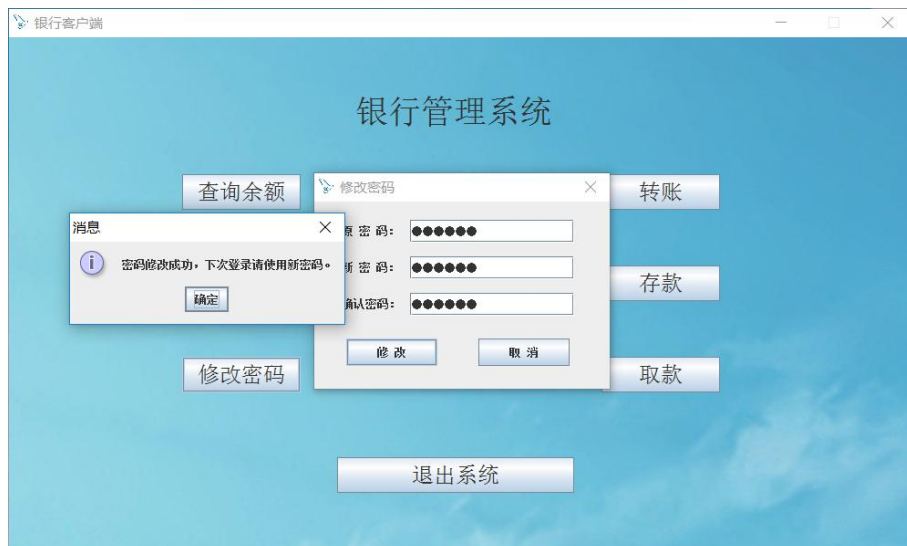 银行客户端
银行管理系统
查询余额
修改密码
转账
消息
密码修改成功，下次登录请使用新密码。
确定
原 密 码：
新 密 码：
确认密码：
修 改
取 消
存款
修改密码
取款
退出系统